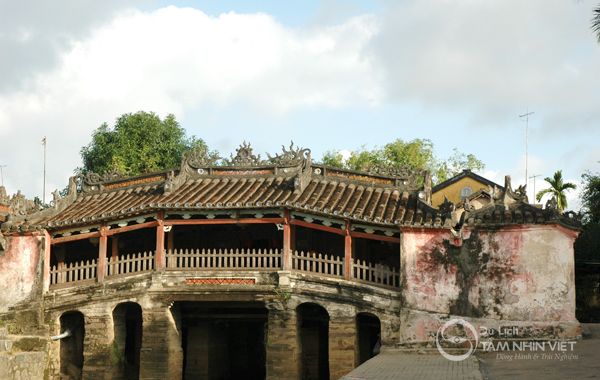 Du Lịch
TẦM NHÌN VIỆT
Đồng Hành & Trải Nghiệm